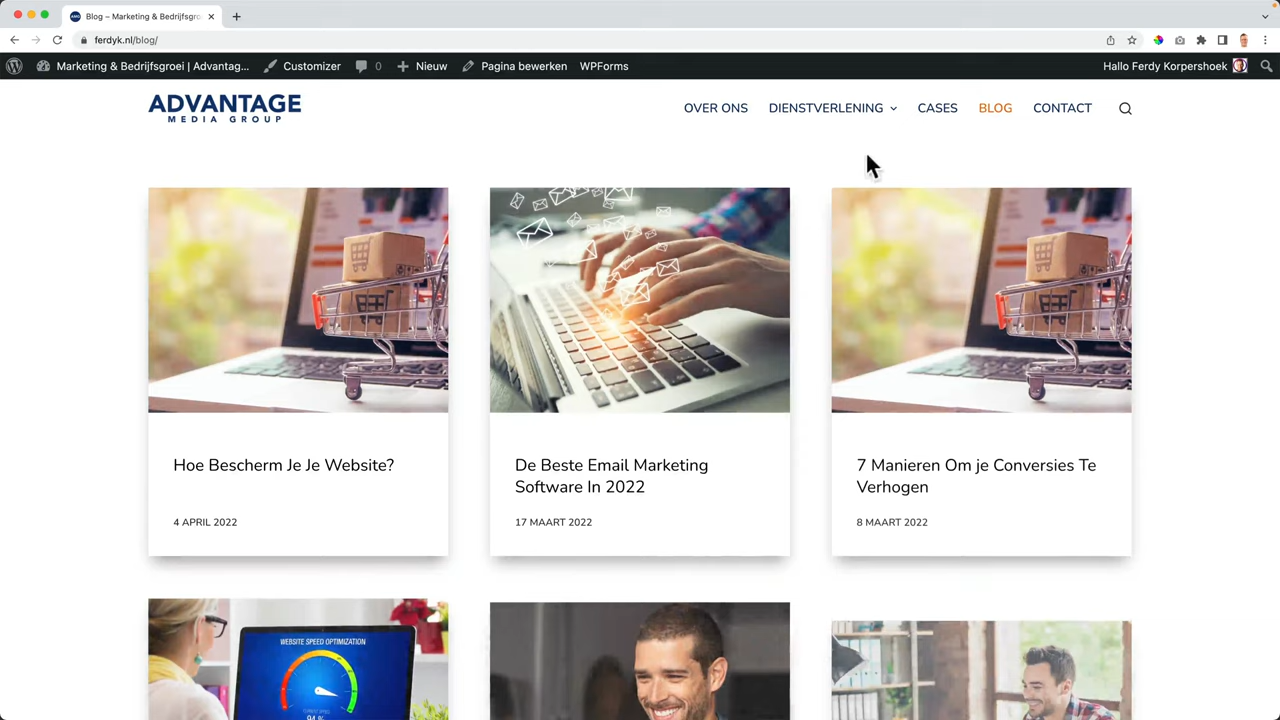 Blog – Marketing & Bedrijfsgro
ferdyk.nl/blog/
Marketing & Bedrijfsgroei | Advantag... Customizer 0 Nieuw Pagina bewerken WPForms Hallo Ferdy Korpershoek
ADVANTAGE
MEDIA GROUP
OVER ONS DIENSTVERLENING CASES BLOG CONTACT
Hoe Bescherm Je Je Website?
4 APRIL 2022
De Beste Email Marketing
Software In 2022
17 MAART 2022
7 Manieren Om je Conversies Te
Verhogen
8 MAART 2022
WEBSITE SPEED OPTIMIZATION
CURRENT SPEED
94 %